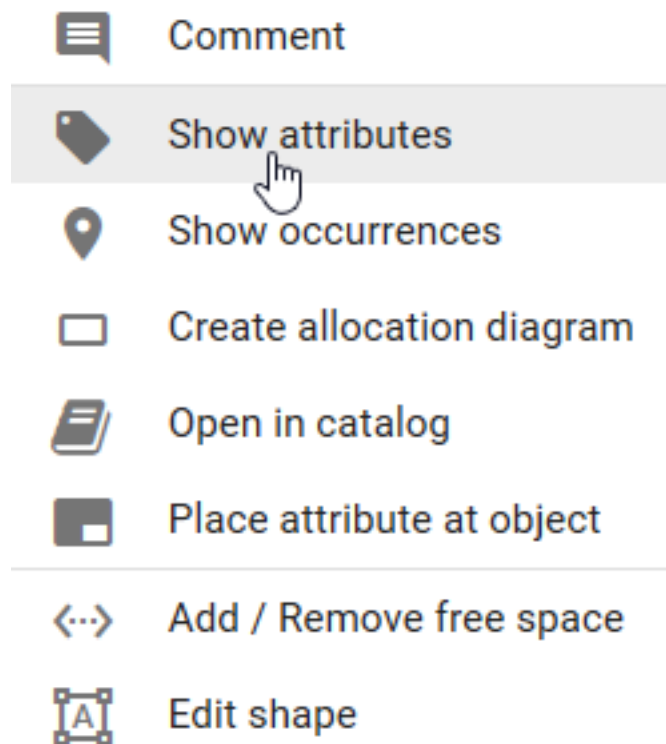 Comment
Show attributes
Show occurrences
Create allocation diagram
Open in catalog
Place attribute at object
Add / Remove free space
A Edit shape